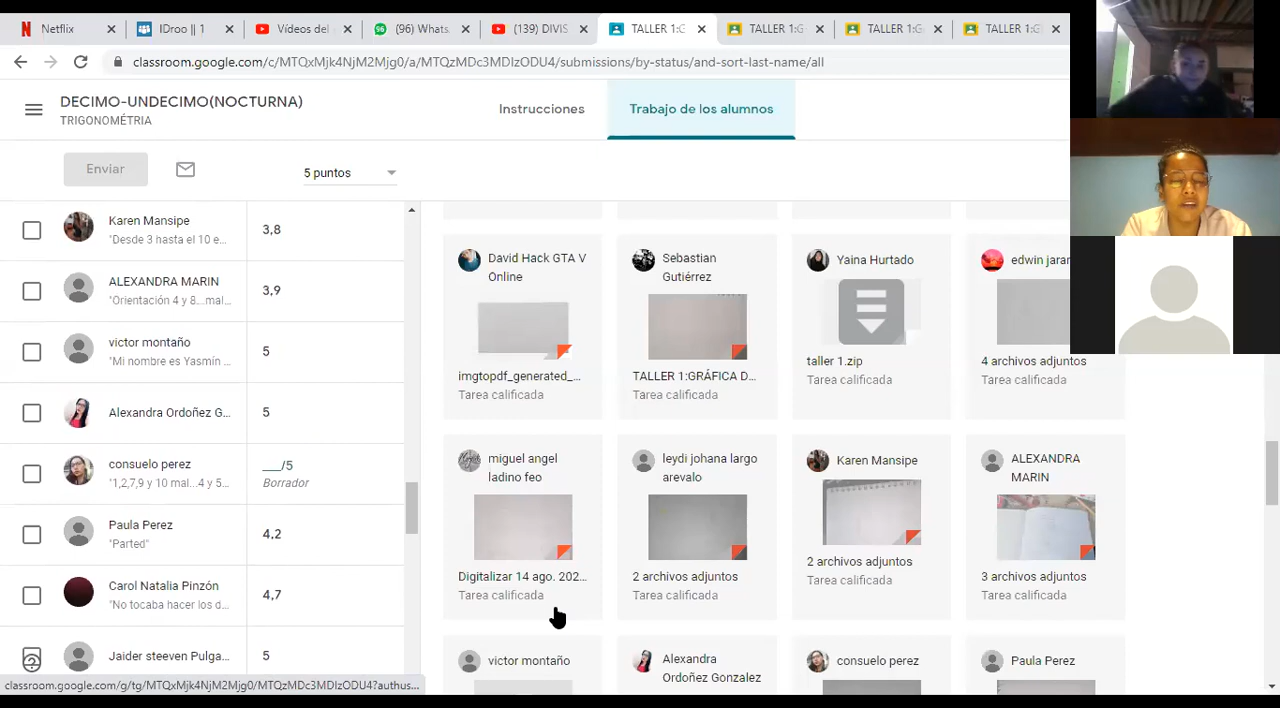 Netflix
IDroo || 1
Vídeos del
(96) Whats
(139) DIVIS
TALLER 1:G
TALLER 1:G
TALLER 1:G
TALLER 1:G
classroom.google.com/c/MTQxMjk4NjM2Mjg0/a/MTQzMDc3MDIzODU4/submissions/by-status/and-sort-last-name/all
DECIMO-UNDECIMO(NOCTURNA)
TRIGONOMÉTRIA
Instrucciones
Trabajo de los alumnos
Enviar
5 puntos
Karen Mansipe
"Desde 3 hasta el 10 e...
3,8
ALEXANDRA MARIN
"Orientación 4 y 8...mal...
3,9
victor montaño
"Mi nombre es Yasmín ...
5
Alexandra Ordoñez G...
5
consuelo perez
"1,2,7,9 y 10 mal...4 y 5...
___/5
Borrador
Paula Perez
"Parted"
4,2
Carol Natalia Pinzón
"No tocaba hacer los d...
4,7
Jaider steeven Pulga...
5
David Hack GTA V
Online
imgtopdf_generated_...
Tarea calificada
Sebastian
Gutiérrez
TALLER 1:GRÁFICA D...
Tarea calificada
Yaina Hurtado
taller 1.zip
Tarea calificada
edwin jaran
4 archivos adjuntos
Tarea calificada
miguel angel
ladino feo
Digitalizar 14 ago. 202...
Tarea calificada
leydi johana largo
arevalo
2 archivos adjuntos
Tarea calificada
Karen Mansipe
2 archivos adjuntos
Tarea calificada
ALEXANDRA
MARIN
3 archivos adjuntos
Tarea calificada
victor montaño
Alexandra
Ordoñez Gonzalez
consuelo perez
Paula Perez
classroom.google.com/g/tg/MTQxMjk4NjM2Mjg0/MTQzMDc3MDIzODU4?authus...